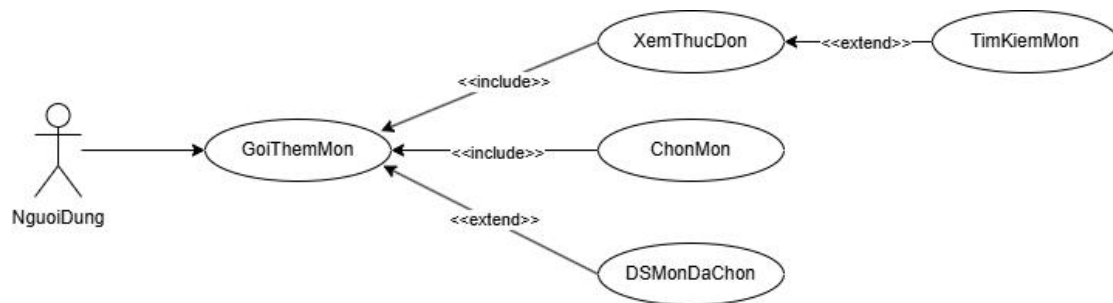 XemThucDon
<<extend>>
TimKiemMon
<<include>>
GoiThemMon
<<include>>
ChonMon
NguoiDung
<<extend>>
DSMonDaChon